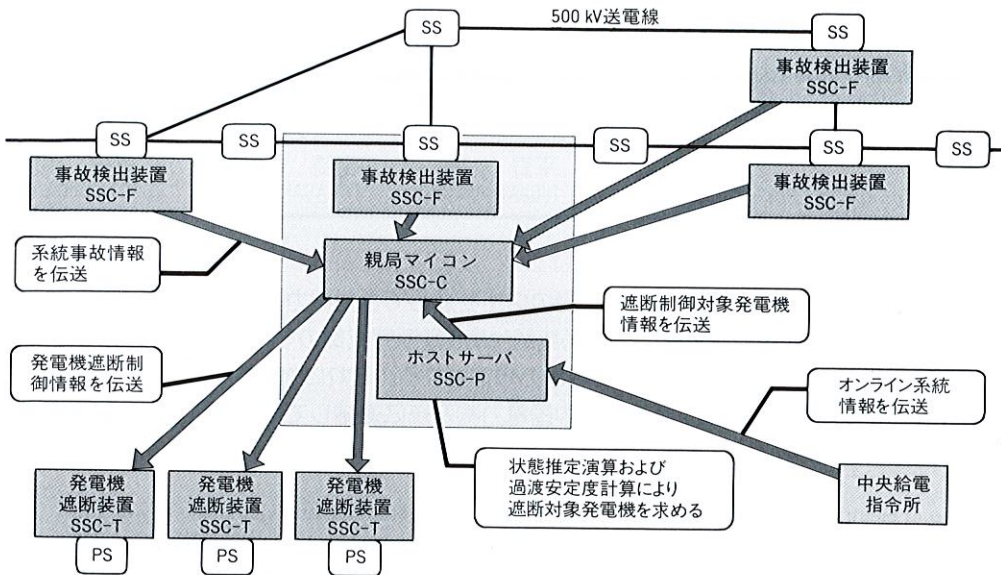 500 kV送電線
SS
SS
事故検出装置
SSC-F
SS
SS
SS
SS
SS
SS
事故検出装置
SSC-F
事故検出装置
SSC-F
事故検出装置
SSC-F
系統事故情報
を伝送
親局マイコン
SSC-C
遮断制御対象発電機
情報を伝送
発電機遮断制
御情報を伝送
ホストサーバ
SSC-P
オンライン系統
情報を伝送
発電機
遮断装置
SSC-T
発電機
遮断装置
SSC-T
発電機
遮断装置
SSC-T
状態推定演算および
過渡安定度計算により
遮断対象発電機を求める
中央給電
指令所
PS
PS
PS